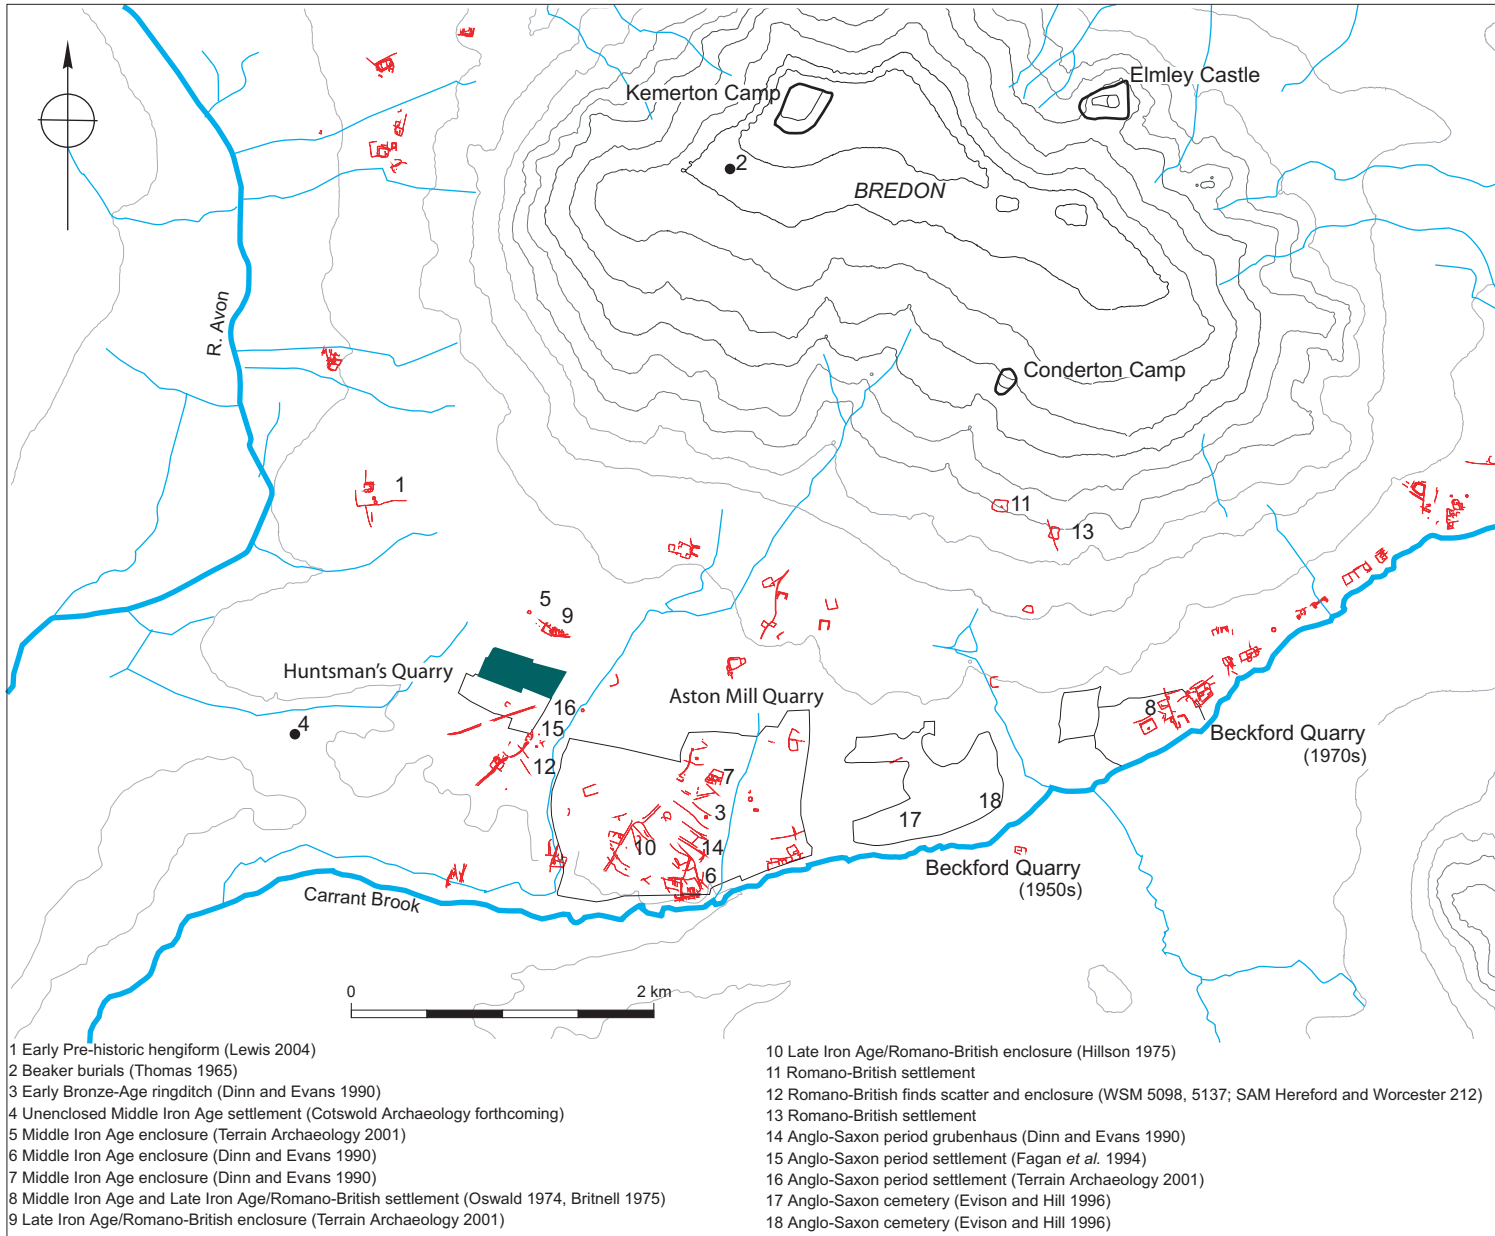 Elmley Castle
Kemerton Camp
2
BREDON
R. Avon
Conderton Camp
1
11
13
5
9
Huntsman's Quarry
16
Aston Mill Quarry
4
15
8
Beckford Quarry
(1970s)
12
7
3
18
17
10
14
6
Beckford Quarry
(1950s)
Carrant Brook
0 2 km
1 Early Pre-historic hengiform (Lewis 2004)
2 Beaker burials (Thomas 1965)
3 Early Bronze-Age ringditch (Dinn and Evans 1990)
4 Unenclosed Middle Iron Age settlement (Cotswold Archaeology forthcoming)
5 Middle Iron Age enclosure (Terrain Archaeology 2001)
6 Middle Iron Age enclosure (Dinn and Evans 1990)
7 Middle Iron Age enclosure (Dinn and Evans 1990)
8 Middle Iron Age and Late Iron Age/Romano-British settlement (Oswald 1974, Britnell 1975)
9 Late Iron Age/Romano-British enclosure (Terrain Archaeology 2001)
10 Late Iron Age/Romano-British enclosure (Hillson 1975)
11 Romano-British settlement
12 Romano-British finds scatter and enclosure (WSM 5098, 5137; SAM Hereford and Worcester 212)
13 Romano-British settlement
14 Anglo-Saxon period grubenhaus (Dinn and Evans 1990)
15 Anglo-Saxon period settlement (Fagan et al. 1994)
16 Anglo-Saxon period settlement (Terrain Archaeology 2001)
17 Anglo-Saxon cemetery (Evison and Hill 1996)
18 Anglo-Saxon cemetery (Evison and Hill 1996)